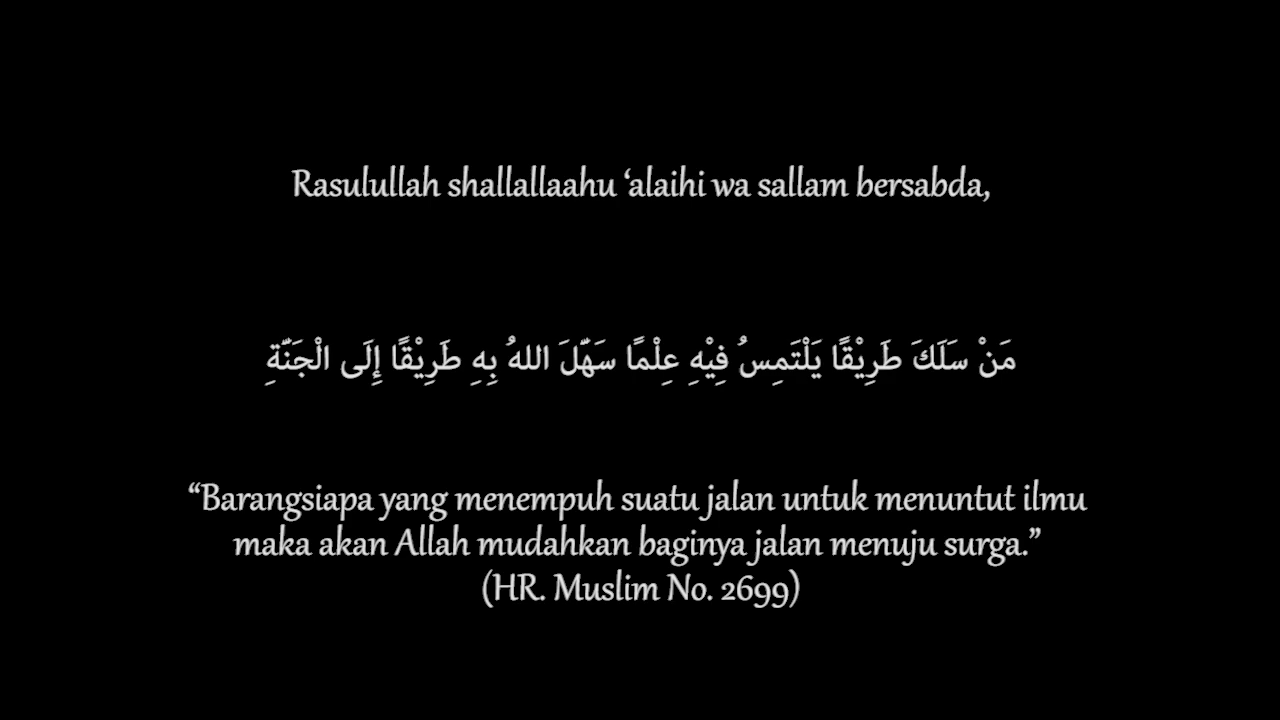 Rasulullah shallallaahu ‘alaihi wa sallam bersabda,
مَنْ سَلَكَ طَرِيْقًا يَلْتَمِسُ فِيْهِ عِلْمًا سَهَّلَ اللهُ بِهِ طَرِيْقًا إِلَى الْجَنَّةِ
“Barangsiapa yang menempuh suatu jalan untuk menuntut ilmu
maka akan Allah mudahkan baginya jalan menuju surga.”
(HR. Muslim No. 2699)